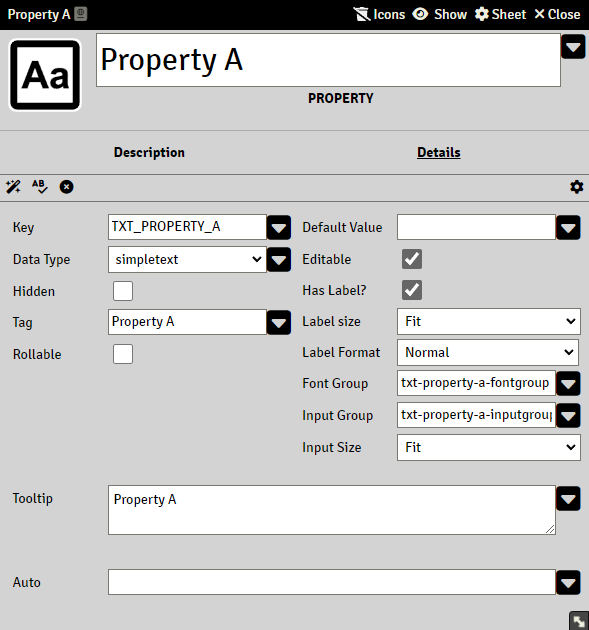 Property A Icons Show Sheet Close
Aa Property A
PROPERTY
Description Details
AB
Key TXT_PROPERTY_A Default Value
Data Type simpletext Editable
Hidden Has Label?
Tag Property A Label size Fit
Rollable Label Format Normal
Font Group txt-property-a-fontgroup
Input Group txt-property-a-inputgroup
Input Size Fit
Tooltip Property A
Auto